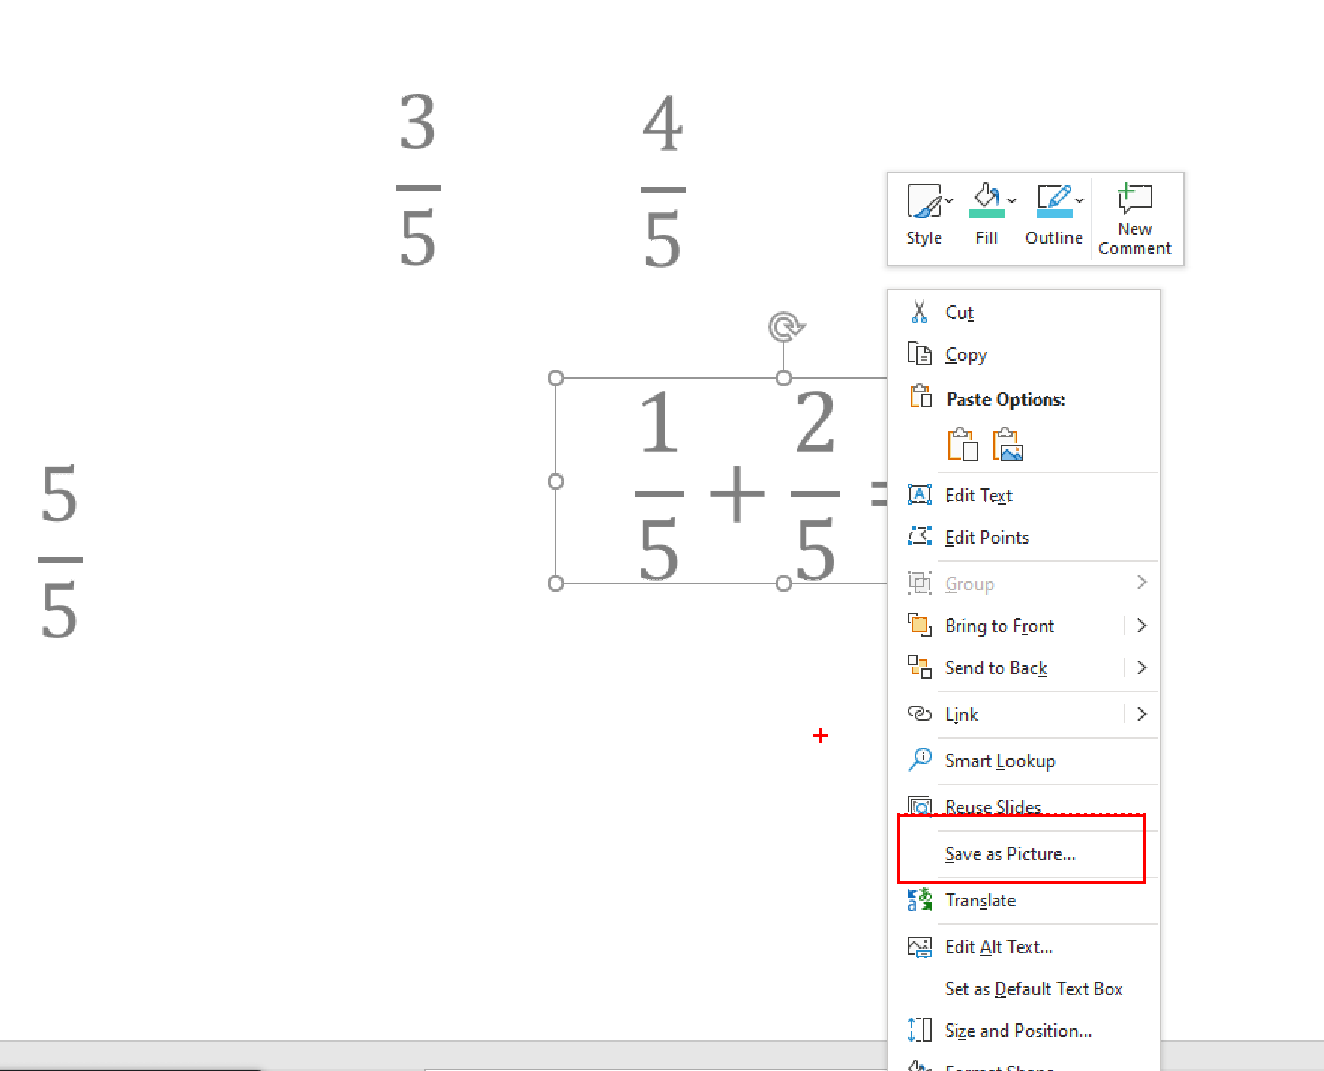 3/5
4/5
Style Fill Outline New Comment
Cut
Copy
Paste Options:
1/5 + 2/5 =
Edit Text
Edit Points
5/5
Group
Bring to Front
Send to Back
Link
Smart Lookup
Reuse Slides
Save as Picture...
Translate
Edit Alt Text...
Set as Default Text Box
Size and Position...